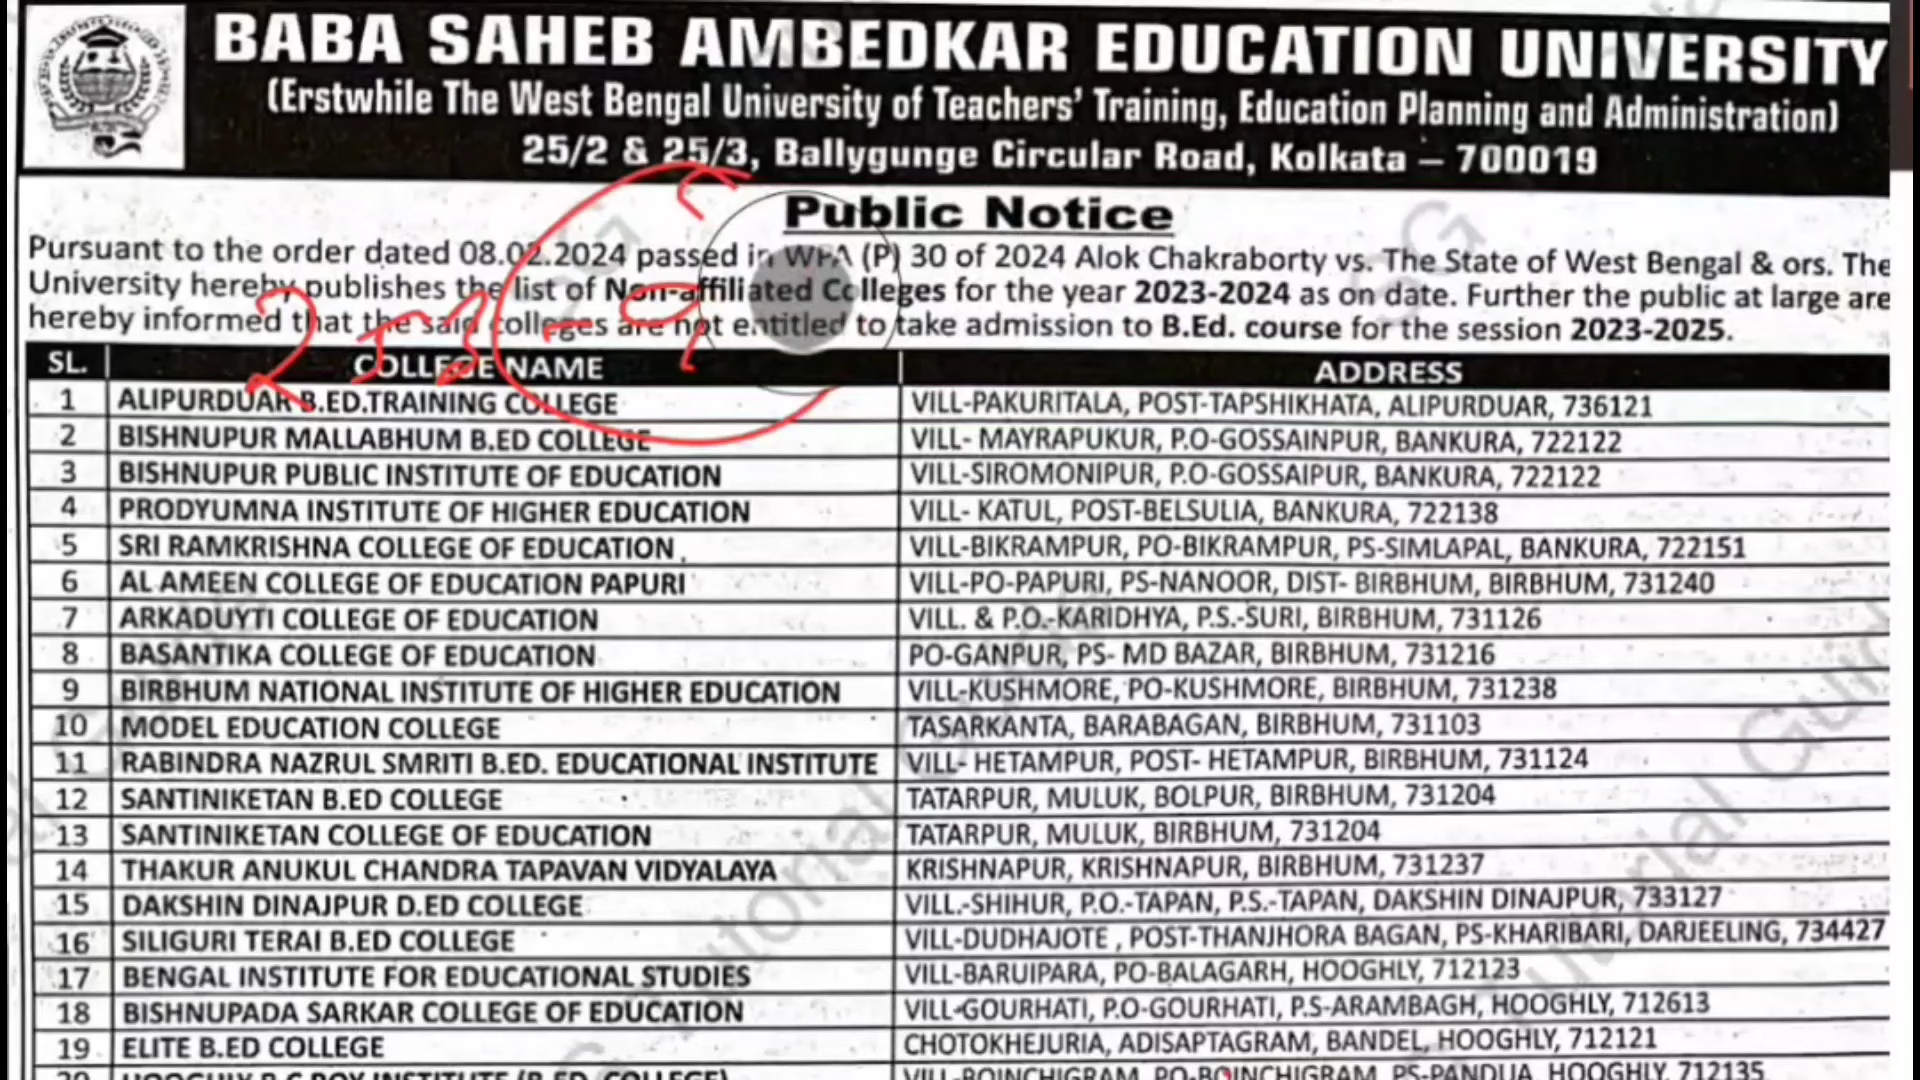 BABA SAHEB AMBEDKAR EDUCATION UNIVERSITY
(Erstwhile The West Bengal University of Teachers' Training, Education Planning and Administration)
25/2 & 25/3, Ballygunge Circular Road, Kolkata – 700019
Public Notice
Pursuant to the order dated 08.02.2024 passed in WPA (P) 30 of 2024 Alok Chakraborty vs. The State of West Bengal & ors. The
University hereby publishes the list of Non-affiliated Colleges for the year 2023-2024 as on date. Further the public at large are
hereby informed that the said colleges are not entitled to take admission to B.Ed. course for the session 2023-2025.
SL. COLLEGE NAME ADDRESS
1 ALIPURDUAR B.ED.TRAINING COLLEGE VILL-PAKURITALA, POST-TAPSHIKHATA, ALIPURDUAR, 736121
2 BISHNUPUR MALLABHUM B.ED COLLEGE VILL- MAYRAPUKUR, P.O-GOSSAINPUR, BANKURA, 722122
3 BISHNUPUR PUBLIC INSTITUTE OF EDUCATION VILL-SIROMONIPUR, P.O-GOSSAIPUR, BANKURA, 722122
4 PRODYUMNA INSTITUTE OF HIGHER EDUCATION VILL- KATUL, POST-BELSULIA, BANKURA, 722138
5 SRI RAMKRISHNA COLLEGE OF EDUCATION VILL-BIKRAMPUR, PO-BIKRAMPUR, PS-SIMLAPAL, BANKURA, 722151
6 AL AMEEN COLLEGE OF EDUCATION PAPURI VILL-PO-PAPURI, PS-NANOOR, DIST- BIRBHUM, BIRBHUM, 731240
7 ARKADUYTI COLLEGE OF EDUCATION VILL. & P.O.-KARIDHYA, P.S.-SURI, BIRBHUM, 731126
8 BASANTIKA COLLEGE OF EDUCATION PO-GANPUR, PS- MD BAZAR, BIRBHUM, 731216
9 BIRBHUM NATIONAL INSTITUTE OF HIGHER EDUCATION VILL-KUSHMORE, PO-KUSHMORE, BIRBHUM, 731238
10 MODEL EDUCATION COLLEGE TASARKANTA, BARABAGAN, BIRBHUM, 731103
11 RABINDRA NAZRUL SMRITI B.ED. EDUCATIONAL INSTITUTE VILL- HETAMPUR, POST- HETAMPUR, BIRBHUM, 731124
12 SANTINIKETAN B.ED COLLEGE TATARPUR, MULUK, BOLPUR, BIRBHUM, 731204
13 SANTINIKETAN COLLEGE OF EDUCATION TATARPUR, MULUK, BIRBHUM, 731204
14 THAKUR ANUKUL CHANDRA TAPAVAN VIDYALAYA KRISHNAPUR, KRISHNAPUR, BIRBHUM, 731237
15 DAKSHIN DINAJPUR D.ED COLLEGE VILL.-SHIHUR, P.O.-TAPAN, P.S.-TAPAN, DAKSHIN DINAJPUR, 733127
16 SILIGURI TERAI B.ED COLLEGE VILL-DUDHAJOTE , POST-THANJHORA BAGAN, PS-KHARIBARI, DARJEELING, 734427
17 BENGAL INSTITUTE FOR EDUCATIONAL STUDIES VILL-BARUIPARA, PO-BALAGARH, HOOGHLY, 712123
18 BISHNUPADA SARKAR COLLEGE OF EDUCATION VILL-GOURHATI, P.O-GOURHATI, P.S-ARAMBAGH, HOOGHLY, 712613
19 ELITE B.ED COLLEGE CHOTOKHEJURIA, ADISAPTAGRAM, BANDEL, HOOGHLY, 712121
20 HOOGHLY B.C ROY INSTITUTE (B.ED. COLLEGE) VILL-BOINCHIGRAM, PO-BOINCHIGRAM, PS-PANDUA, HOOGHLY, 712135